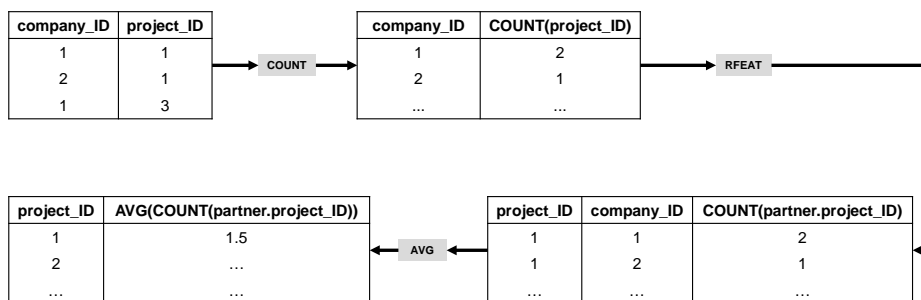 company_ID project_ID
1 1
2 1
1 3
COUNT
company_ID COUNT(project_ID)
1 2
2 1
... ...
RFEAT
project_ID AVG(COUNT(partner.project_ID))
1 1.5
2 ...
... ...
AVG
project_ID company_ID COUNT(partner.project_ID)
1 1 2
1 2 1
... ... ...